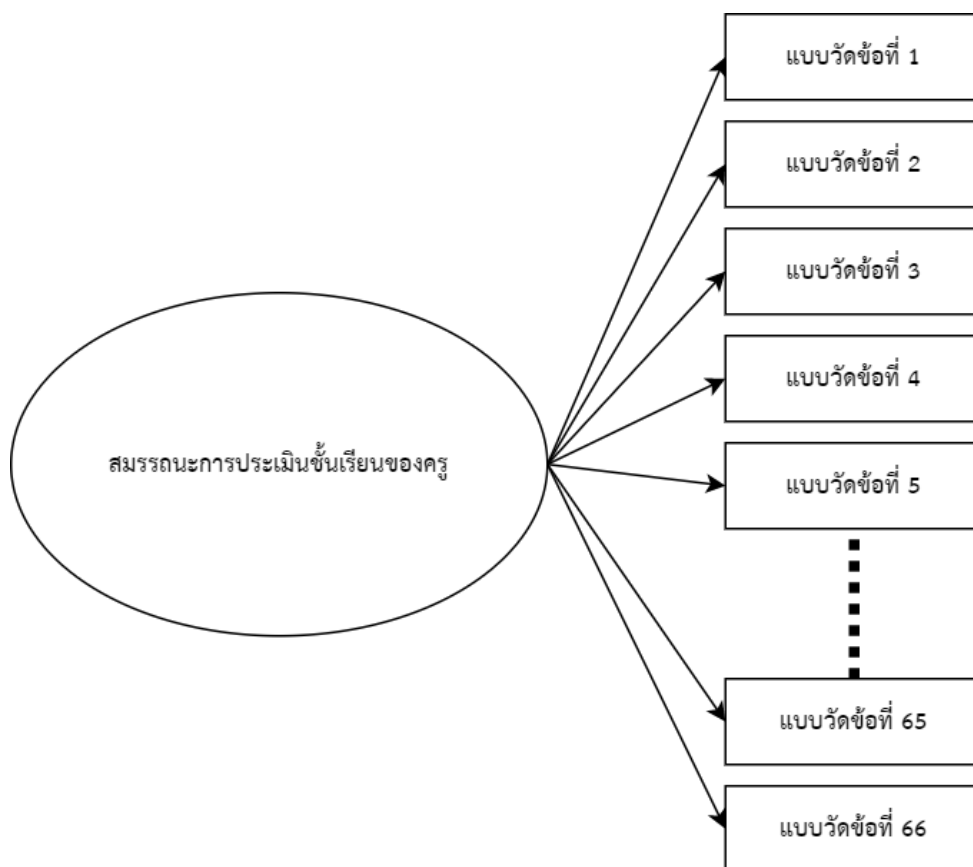 แบบวัดข้อที่ 1
แบบวัดข้อที่ 2
แบบวัดข้อที่ 3
แบบวัดข้อที่ 4
สมรรถนะการประเมินชั้นเรียนของครู
แบบวัดข้อที่ 5
แบบวัดข้อที่ 65
แบบวัดข้อที่ 66